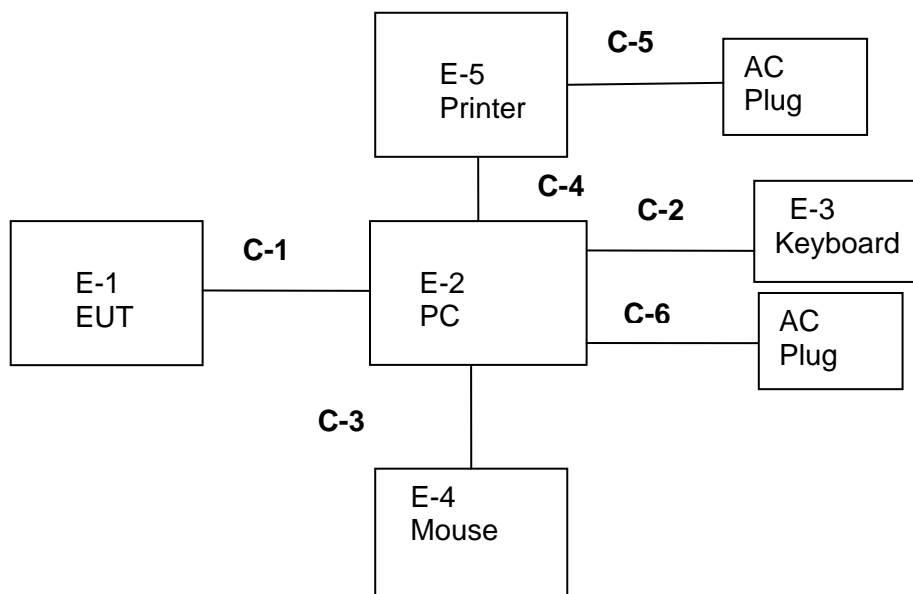 C-5
E-5
Printer
AC
Plug
C-4
C-2
E-3
Keyboard
C-1
E-1
EUT
E-2
PC
C-6
AC
Plug
C-3
E-4
Mouse